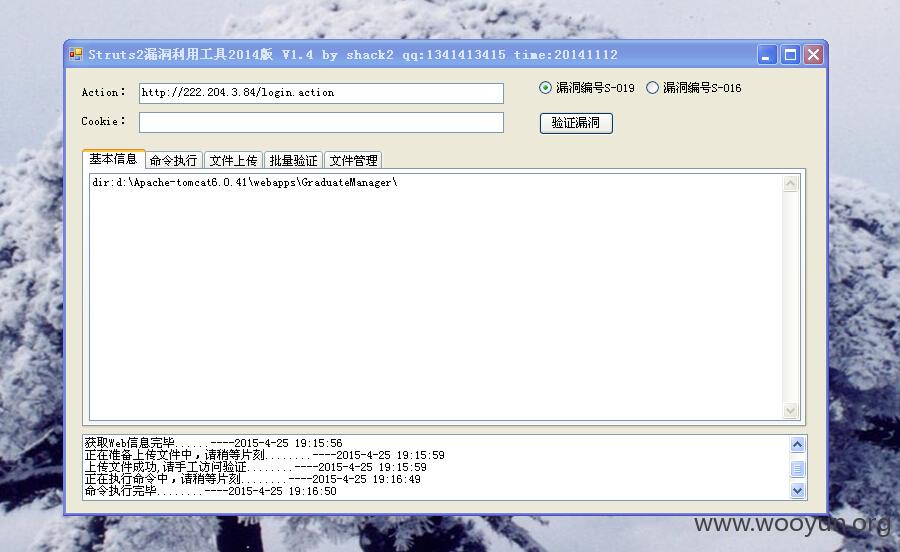 Struts2漏洞利用工具2014版 V1.4 by shack2 qq:1341413415 time:20141112
Action: http://222.204.3.84/login.action
漏洞编号S-019 漏洞编号S-016
Cookie:
验证漏洞
基本信息 命令执行 文件上传 批量验证 文件管理
dir:d:\Apache-tomcat6.0.41\webapps\GraduateManager\
获取Web信息完毕......----2015-4-25 19:15:56
正在准备上传文件中，请稍等片刻........----2015-4-25 19:15:59
上传文件成功,请手工访问验证........----2015-4-25 19:15:59
正在执行命令中，请稍等片刻........----2015-4-25 19:16:49
命令执行完毕........----2015-4-25 19:16:50
www.wooyun.org